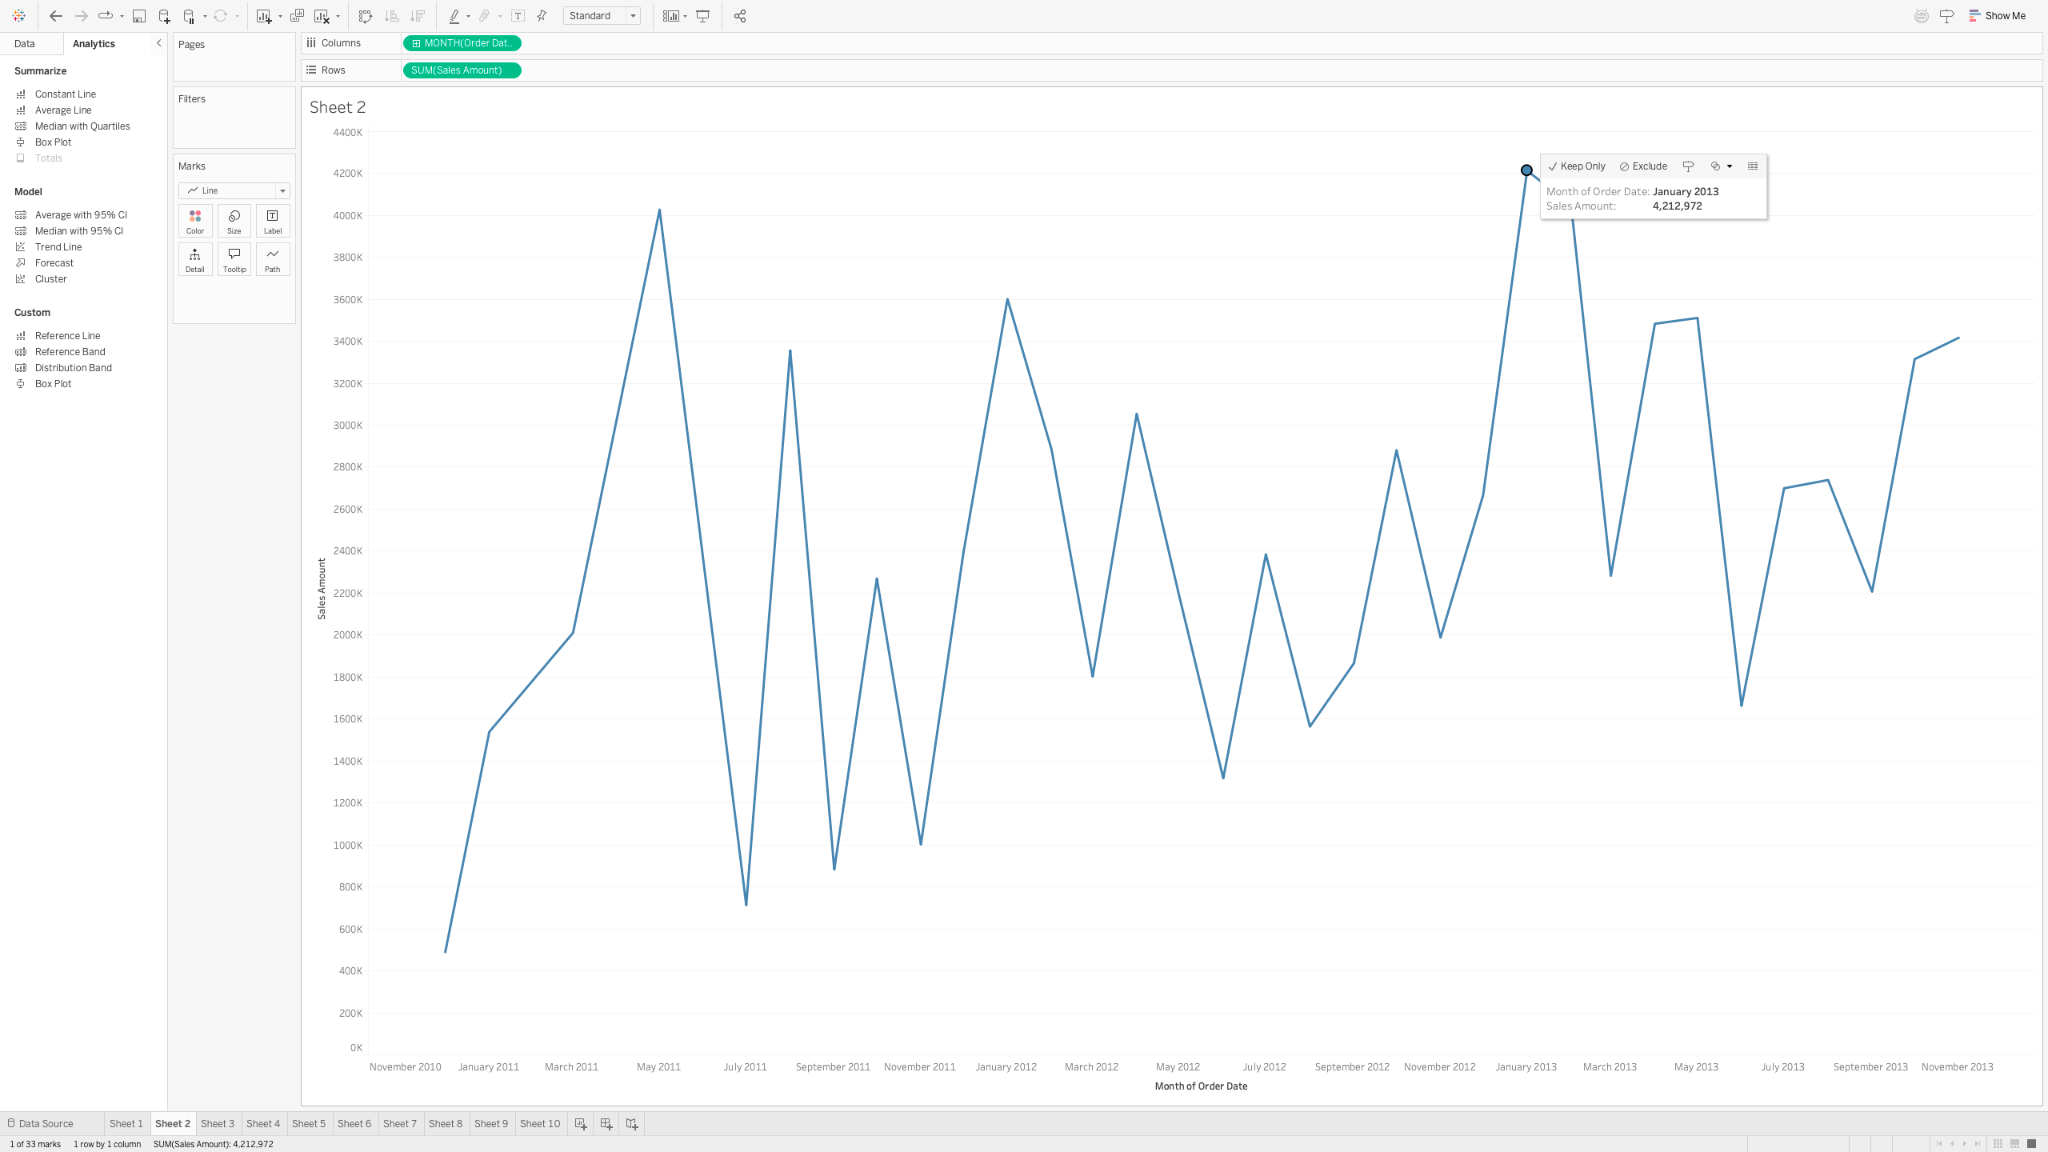 Standard
Show Me
Data
Analytics
Summarize
Constant Line
Average Line
Median with Quartiles
Box Plot
Totals
Model
Average with 95% CI
Median with 95% CI
Trend Line
Forecast
Cluster
Custom
Reference Line
Reference Band
Distribution Band
Box Plot
Pages
Filters
Marks
Line
Color
Size
Label
Detail
Tooltip
Path
Columns
MONTH(Order Dat..
Rows
SUM(Sales Amount)
Sheet 2
4400K
4200K
4000K
3800K
3600K
3400K
3200K
3000K
2800K
2600K
2400K
2200K
2000K
1800K
1600K
1400K
1200K
1000K
800K
600K
400K
200K
0K
Sales Amount
Keep Only
Exclude
Month of Order Date: January 2013
Sales Amount: 4,212,972
November 2010
January 2011
March 2011
May 2011
July 2011
September 2011
November 2011
January 2012
March 2012
May 2012
July 2012
September 2012
November 2012
January 2013
March 2013
May 2013
July 2013
September 2013
November 2013
Month of Order Date
Data Source
Sheet 1
Sheet 2
Sheet 3
Sheet 4
Sheet 5
Sheet 6
Sheet 7
Sheet 8
Sheet 9
Sheet 10
1 of 33 marks
1 row by 1 column
SUM(Sales Amount): 4,212,972